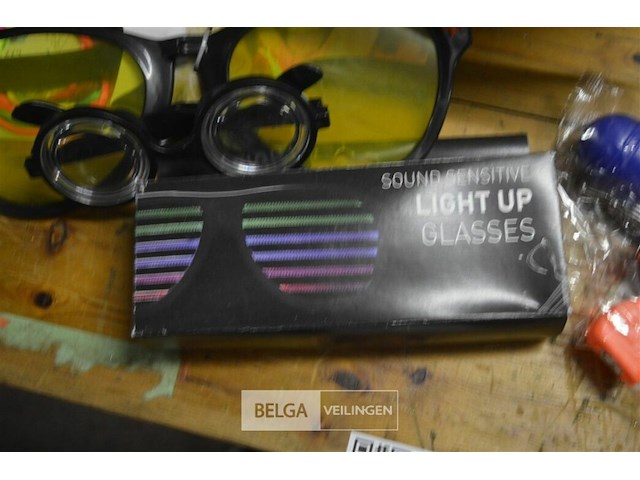 SOUND SENSITIVE
LIGHT UP
GLASSES
BELGA VEILINGEN